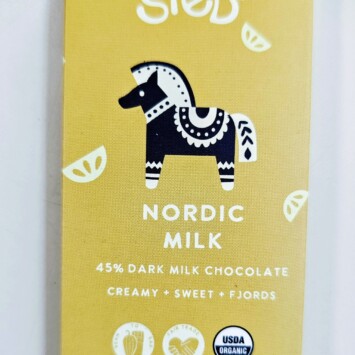 NORDIC
MILK
45% DARK MILK CHOCOLATE
CREAMY + SWEET + FJORDS
USDA
ORGANIC